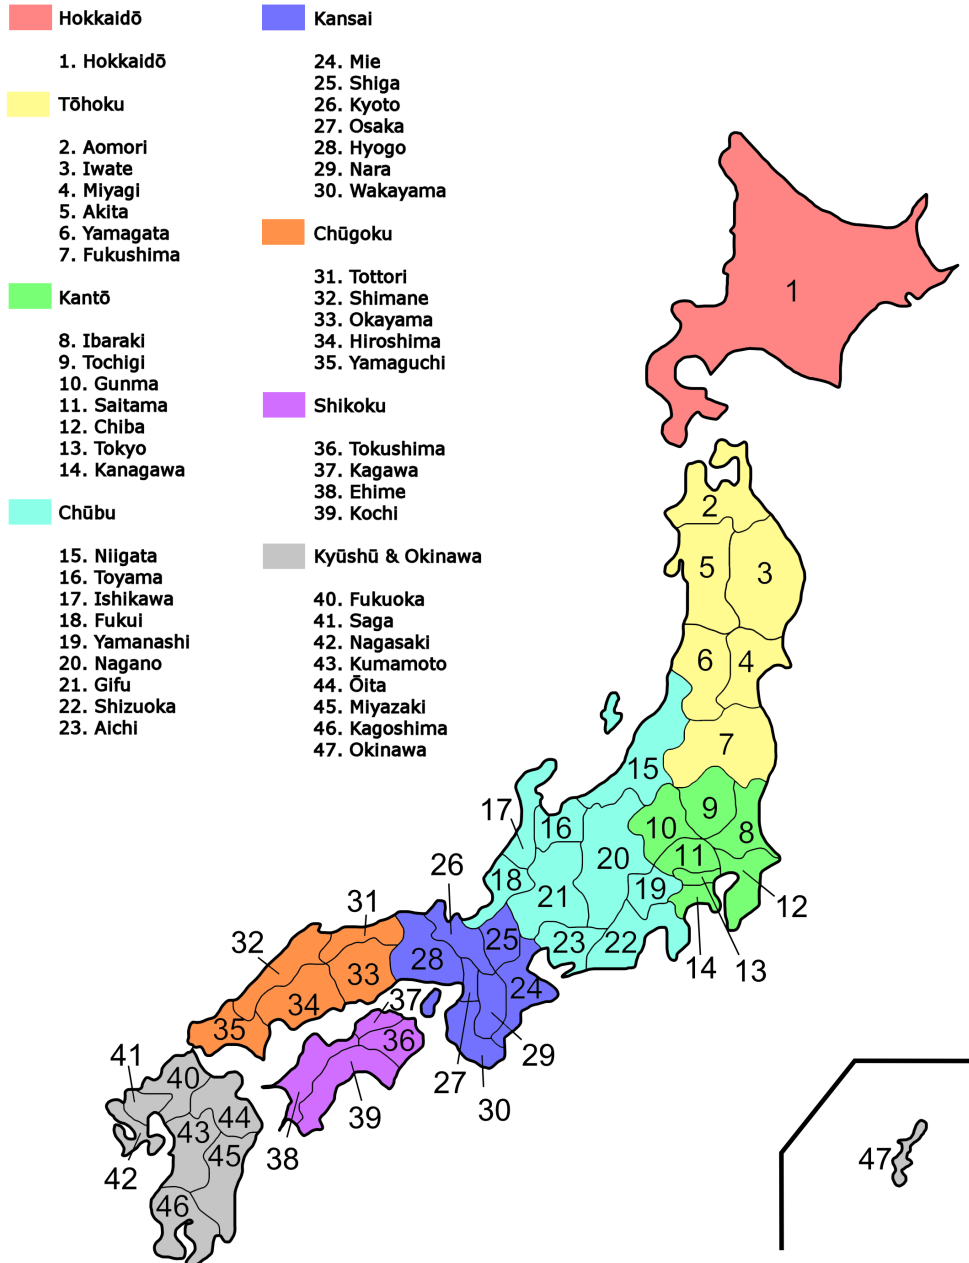 Hokkaidō
1. Hokkaidō
Tōhoku
2. Aomori
3. Iwate
4. Miyagi
5. Akita
6. Yamagata
7. Fukushima
Kantō
8. Ibaraki
9. Tochigi
10. Gunma
11. Saitama
12. Chiba
13. Tokyo
14. Kanagawa
Chūbu
15. Niigata
16. Toyama
17. Ishikawa
18. Fukui
19. Yamanashi
20. Nagano
21. Gifu
22. Shizuoka
23. Aichi
Kansai
24. Mie
25. Shiga
26. Kyoto
27. Osaka
28. Hyogo
29. Nara
30. Wakayama
Chūgoku
31. Tottori
32. Shimane
33. Okayama
34. Hiroshima
35. Yamaguchi
Shikoku
36. Tokushima
37. Kagawa
38. Ehime
39. Kochi
Kyūshū & Okinawa
40. Fukuoka
41. Saga
42. Nagasaki
43. Kumamoto
44. Ōita
45. Miyazaki
46. Kagoshima
47. Okinawa
1
2
5
3
6
4
7
15
9
17
16
10
8
11
20
26
18
21
19
12
31
32
25
23
22
28
14
13
33
24
34
37
35
36
29
41
27
40
30
39
44
43
45
38
42
47
46